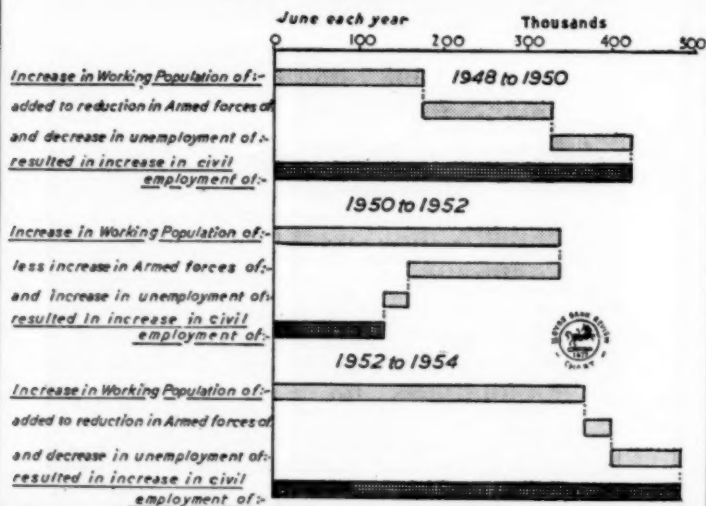 June each year Thousands
0 100 200 300 400 500
Increase in Working Population of:- 1948 to 1950
added to reduction in Armed forces of
and decrease in unemployment of:-
resulted in increase in civil
employment of:-
1950 to 1952
Increase in Working Population of:-
less increase in Armed forces of:-
and increase in unemployment of:
resulted in increase in civil
employment of:-
LLOYDS BANK REVIEW
CHART
1952 to 1954
Increase in Working Population of:-
added to reduction in Armed forces of
and decrease in unemployment of:-
resulted in increase in civil
employment of:-